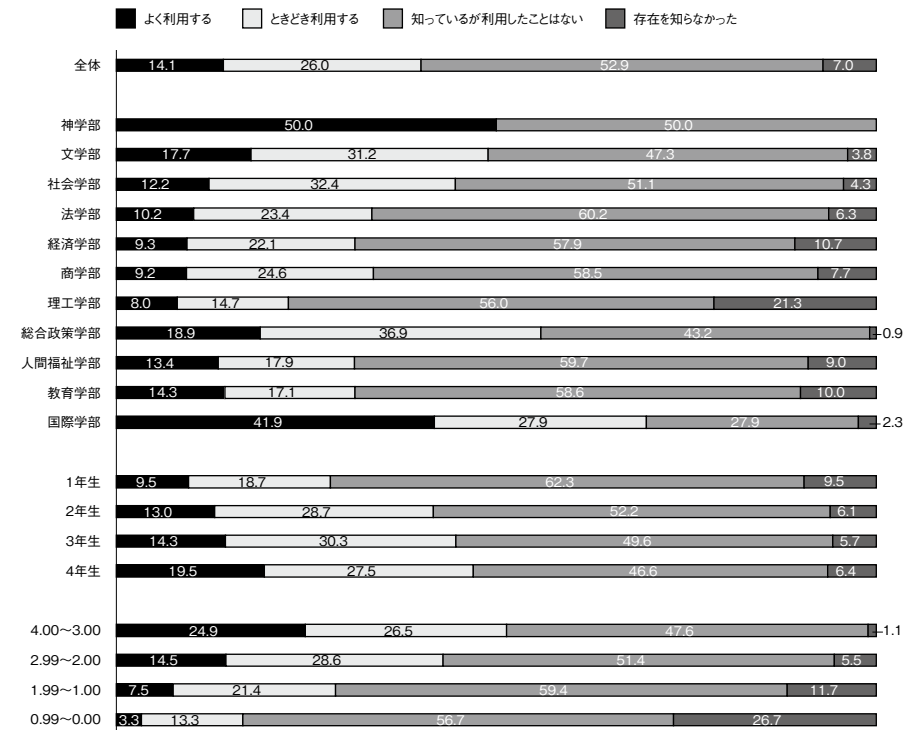 よく利用する ときどき利用する 知っているが利用したことはない 存在を知らなかった
全体 14.1 26.0 52.9 7.0
神学部 50.0 50.0
文学部 17.7 31.2 47.3 3.8
社会学部 12.2 32.4 51.1 4.3
法学部 10.2 23.4 60.2 6.3
経済学部 9.3 22.1 57.9 10.7
商学部 9.2 24.6 58.5 7.7
理工学部 8.0 14.7 56.0 21.3
総合政策学部 18.9 36.9 43.2 0.9
人間福祉学部 13.4 17.9 59.7 9.0
教育学部 14.3 17.1 58.6 10.0
国際学部 41.9 27.9 27.9 2.3
1年生 9.5 18.7 62.3 9.5
2年生 13.0 28.7 52.2 6.1
3年生 14.3 30.3 49.6 5.7
4年生 19.5 27.5 46.6 6.4
4.00〜3.00 24.9 26.5 47.6 1.1
2.99〜2.00 14.5 28.6 51.4 5.5
1.99〜1.00 7.5 21.4 59.4 11.7
0.99〜0.00 3.3 13.3 56.7 26.7